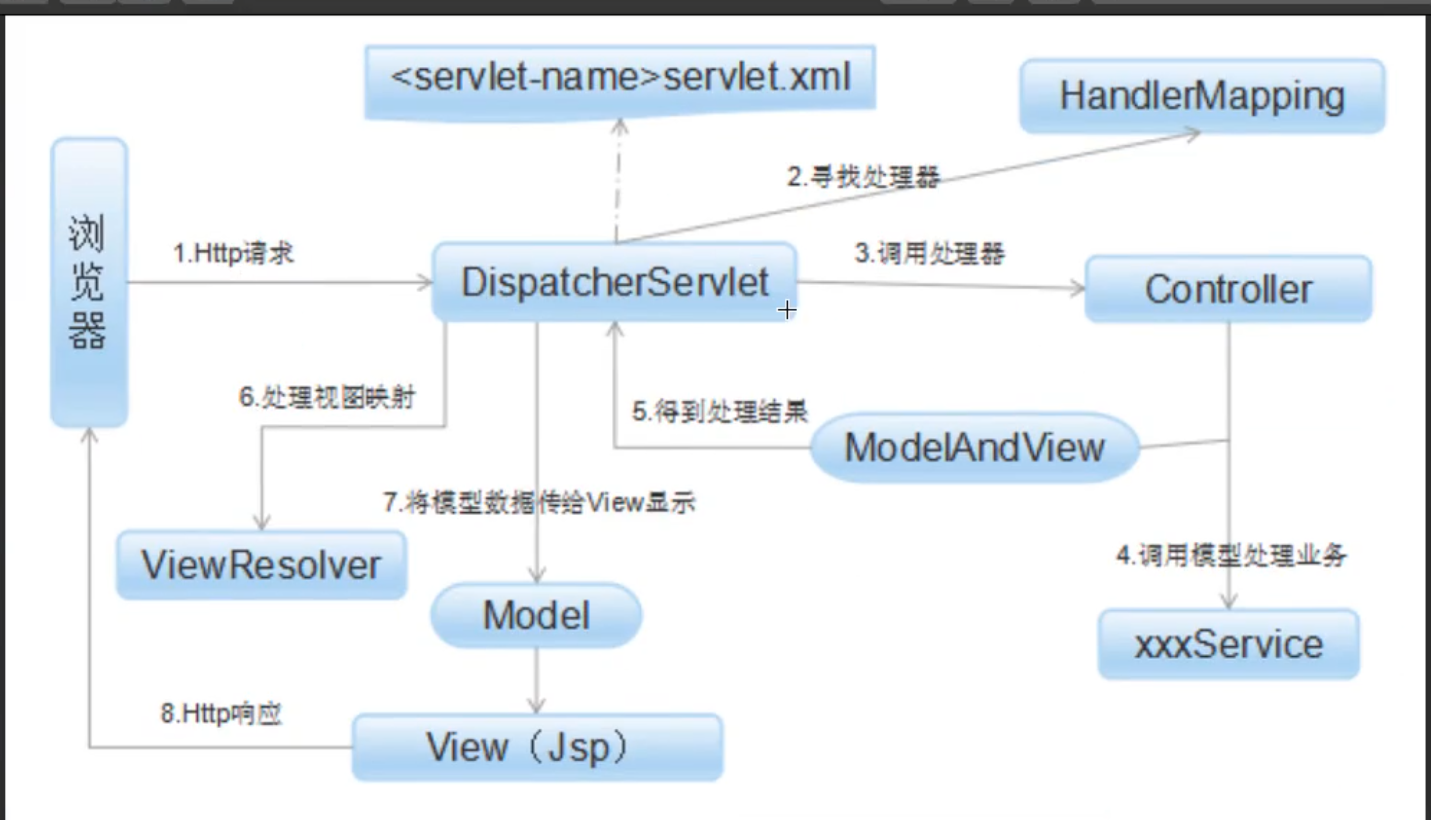 <servlet-name>servlet.xml
HandlerMapping
2.寻找处理器
浏览器
1.Http请求
DispatcherServlet
3.调用处理器
Controller
6.处理视图映射
5.得到处理结果
ModelAndView
7.将模型数据传给View显示
4.调用模型处理业务
ViewResolver
Model
xxxService
8.Http响应
View（Jsp）